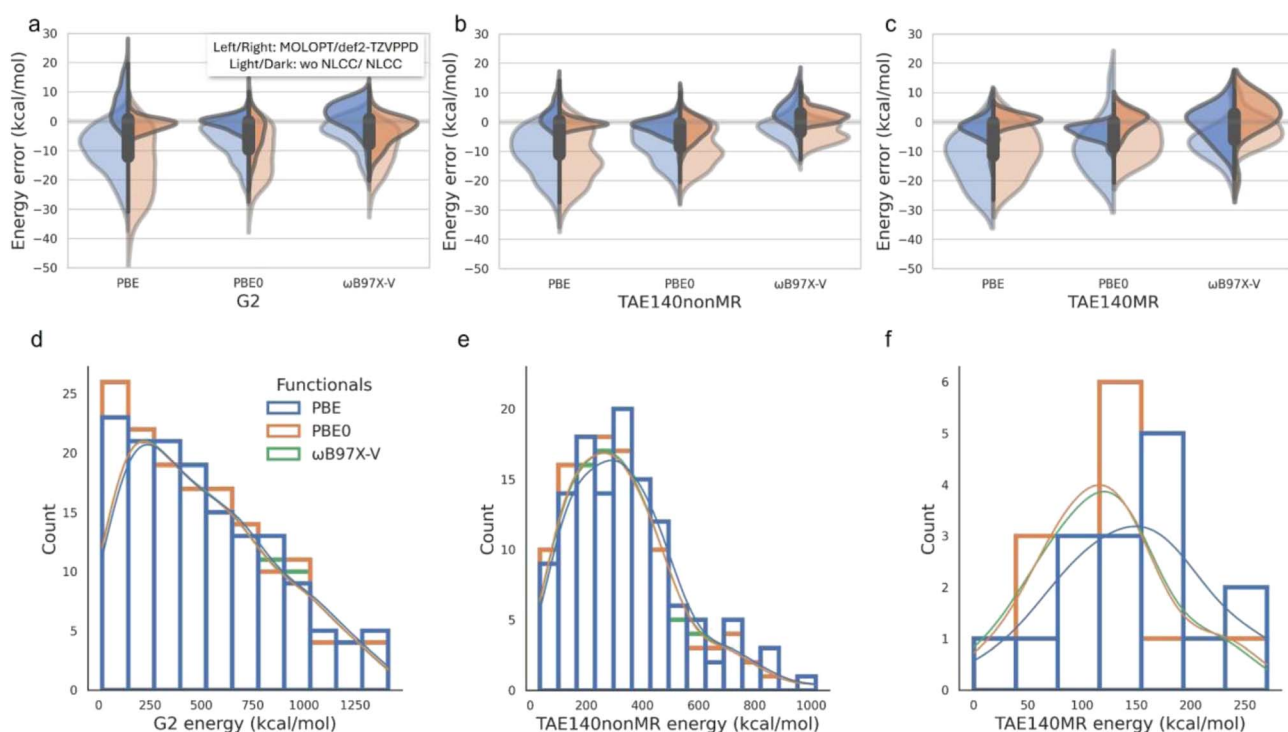 a
b
c
30
20
10
0
−10
−20
−30
−40
−50
Energy error (kcal/mol)
Left/Right: MOLOPT/def2-TZVPPD
Light/Dark: wo NLCC/ NLCC
PBE
PBE0
ωB97X-V
G2
30
20
10
0
−10
−20
−30
−40
−50
Energy error (kcal/mol)
PBE
PBE0
ωB97X-V
TAE140nonMR
30
20
10
0
−10
−20
−30
−40
−50
Energy error (kcal/mol)
PBE
PBE0
ωB97X-V
TAE140MR
d
e
f
25
20
15
10
5
0
Count
Functionals
PBE
PBE0
ωB97X-V
0 250 500 750 1000 1250
G2 energy (kcal/mol)
20
15
10
5
0
Count
0 200 400 600 800 1000
TAE140nonMR energy (kcal/mol)
6
5
4
3
2
1
0
Count
0 50 100 150 200 250
TAE140MR energy (kcal/mol)